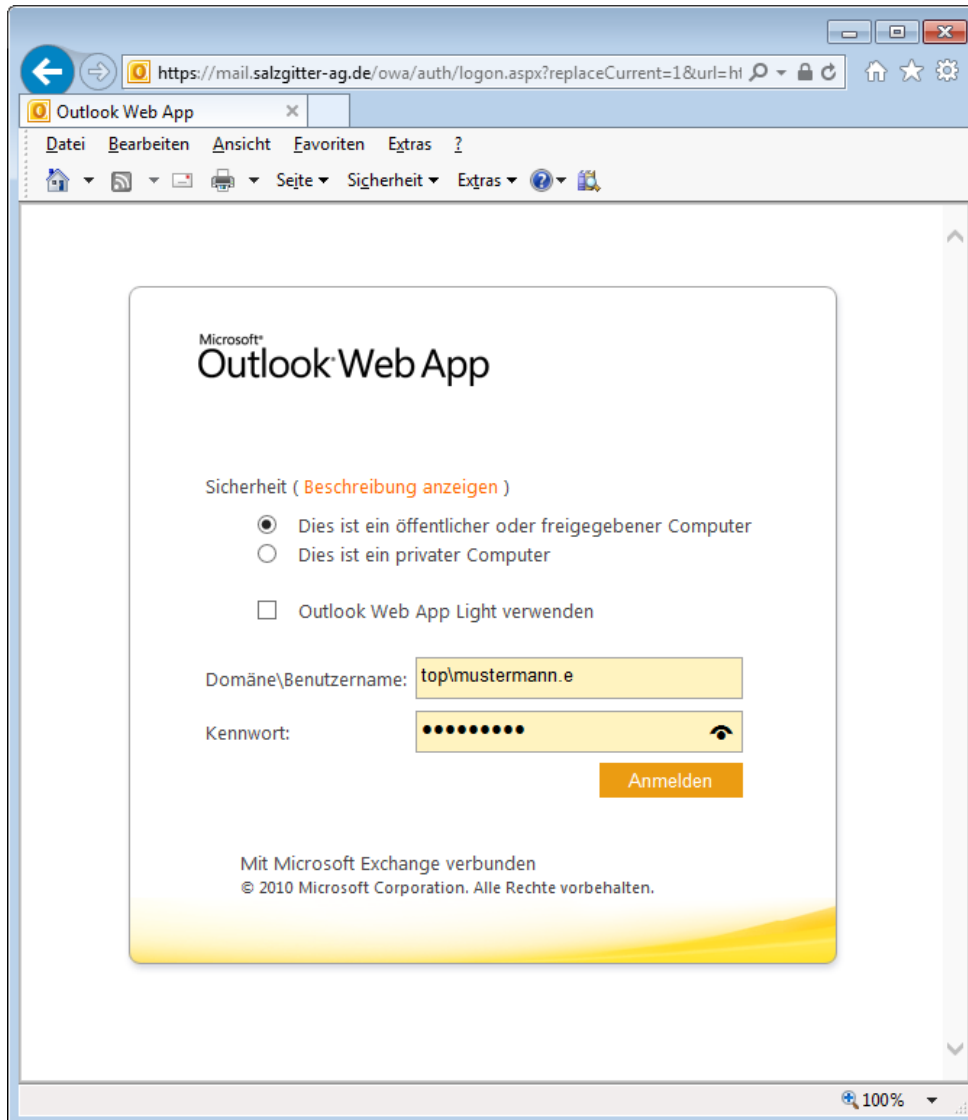 https://mail.salzgitter-ag.de/owa/auth/logon.aspx?replaceCurrent=1&url=ht
Outlook Web App
Datei Bearbeiten Ansicht Favoriten Extras ?
Seite Sicherheit Extras
Microsoft®
Outlook Web App
Sicherheit ( Beschreibung anzeigen )
Dies ist ein öffentlicher oder freigegebener Computer
Dies ist ein privater Computer
Outlook Web App Light verwenden
Domäne\Benutzername: top\mustermann.e
Kennwort: •••••••••
Anmelden
Mit Microsoft Exchange verbunden
© 2010 Microsoft Corporation. Alle Rechte vorbehalten.
100%